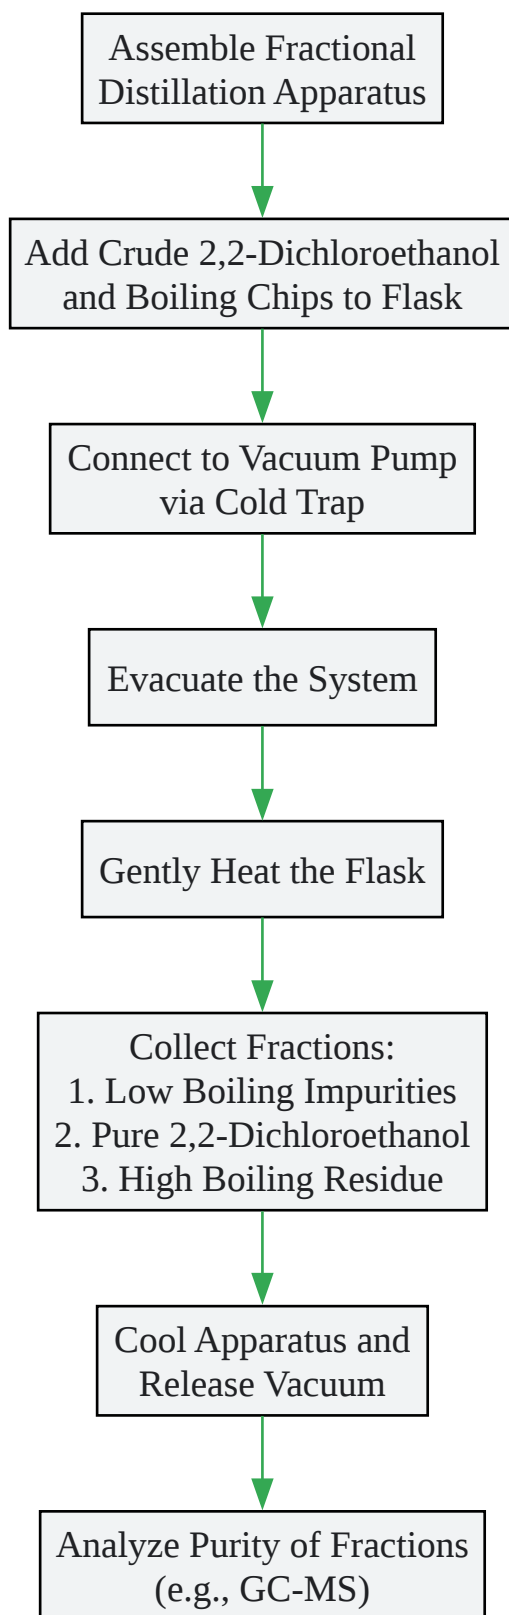 Assemble Fractional
Distillation Apparatus
Add Crude 2,2-Dichloroethanol
and Boiling Chips to Flask
Connect to Vacuum Pump
via Cold Trap
Evacuate the System
Gently Heat the Flask
Collect Fractions:
1. Low Boiling Impurities
2. Pure 2,2-Dichloroethanol
3. High Boiling Residue
Cool Apparatus and
Release Vacuum
Analyze Purity of Fractions
(e.g., GC-MS)